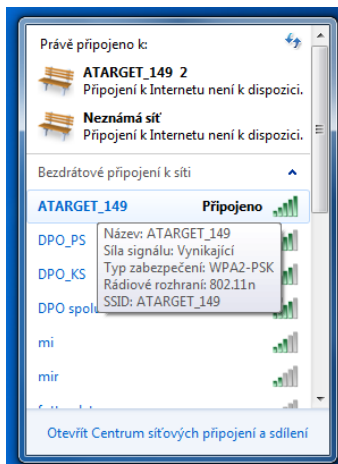 Právě připojeno k:
ATARGET_149 2
Připojení k Internetu není k dispozici.
Neznámá síť
Připojení k Internetu není k dispozici.
Bezdrátové připojení k síti
ATARGET_149 Připojeno
Název: ATARGET_149
Síla signálu: Vynikající
Typ zabezpečení: WPA2-PSK
Rádiové rozhraní: 802.11n
SSID: ATARGET_149
DPO_PS
DPO_KS
DPO
mi
mir
Otevřít Centrum síťových připojení a sdílení